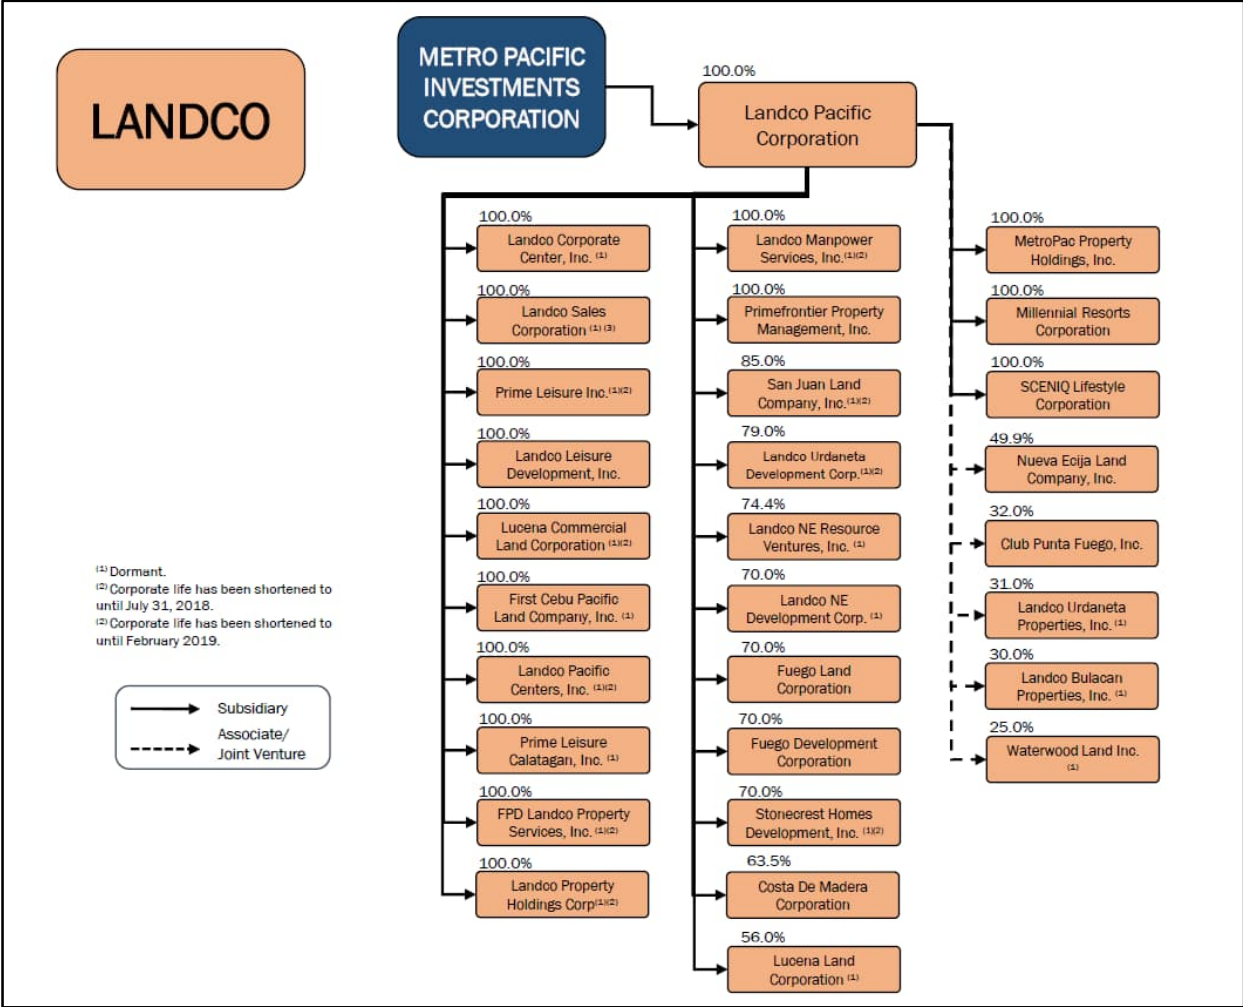 LANDCO
METRO PACIFIC
INVESTMENTS
CORPORATION
100.0%
Landco Pacific
Corporation
100.0%
Landco Corporate
Center, Inc. (1)
100.0%
Landco Sales
Corporation (1) (3)
100.0%
Prime Leisure Inc.(1)(2)
100.0%
Landco Leisure
Development, Inc.
100.0%
Lucena Commercial
Land Corporation (1)(2)
100.0%
First Cebu Pacific
Land Company, Inc. (1)
100.0%
Landco Pacific
Centers, Inc. (1)(2)
100.0%
Prime Leisure
Calatagan, Inc. (1)
100.0%
FPD Landco Property
Services, Inc. (1)(2)
100.0%
Landco Property
Holdings Corp(1)(2)
100.0%
Landco Manpower
Services, Inc.(1)(2)
100.0%
Primefrontier Property
Management, Inc.
85.0%
San Juan Land
Company, Inc.(1)(2)
79.0%
Landco Urdaneta
Development Corp.(1)(2)
74.4%
Landco NE Resource
Ventures, Inc. (1)
70.0%
Landco NE
Development Corp. (1)
70.0%
Fuego Land
Corporation
70.0%
Fuego Development
Corporation
70.0%
Stonecrest Homes
Development, Inc. (1)(2)
63.5%
Costa De Madera
Corporation
56.0%
Lucena Land
Corporation (1)
100.0%
MetroPac Property
Holdings, Inc.
100.0%
Millennial Resorts
Corporation
100.0%
SCENIQ Lifestyle
Corporation
49.9%
Nueva Ecija Land
Company, Inc.
32.0%
Club Punta Fuego, Inc.
31.0%
Landco Urdaneta
Properties, Inc. (1)
30.0%
Landco Bulacan
Properties, Inc. (1)
25.0%
Waterwood Land Inc.
(1)
(1) Dormant.
(2) Corporate life has been shortened to
until July 31, 2018.
(2) Corporate life has been shortened to
until February 2019.
Subsidiary
Associate/
Joint Venture